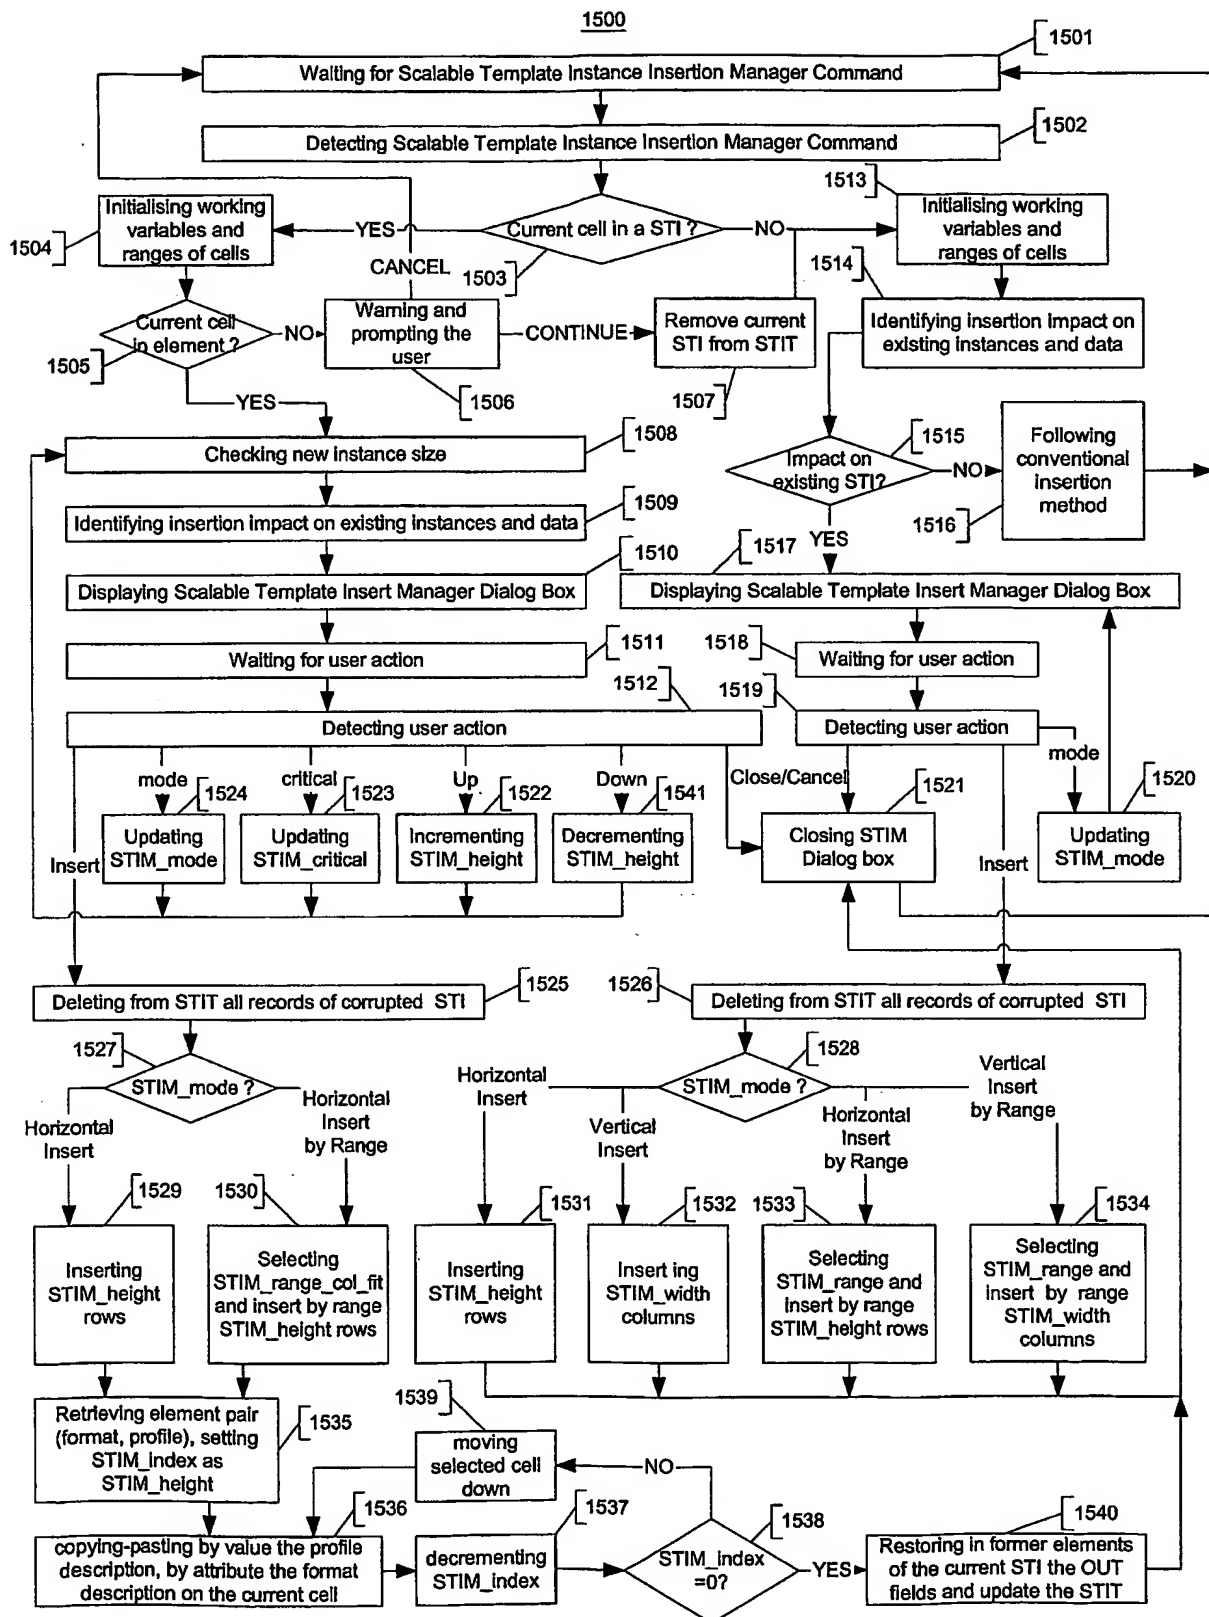 1500
1501
Waiting for Scalable Template Instance Insertion Manager Command
1502
Detecting Scalable Template Instance Insertion Manager Command
1513
1504
Initialising working
variables and
ranges of cells
YES
Current cell in a STI ?
NO
Initialising working
variables and
ranges of cells
1503
CANCEL
1514
Current cell
in element ?
1505
NO
Warning and
prompting the
user
1506
CONTINUE
Remove current
STI from STIT
1507
Identifying insertion impact on
existing instances and data
YES
1508
Checking new instance size
1515
Impact on
existing STI?
NO
Following
conventional
insertion
method
1516
1509
Identifying insertion impact on existing instances and data
YES
1510
1517
Displaying Scalable Template Insert Manager Dialog Box
Displaying Scalable Template Insert Manager Dialog Box
1511
Waiting for user action
1518
Waiting for user action
1512
Detecting user action
1519
Detecting user action
mode
critical
Up
Down
Close/Cancel
mode
1524
1523
1522
1541
1521
1520
Insert
Updating
STIM_mode
Updating
STIM_critical
Incrementing
STIM_height
Decrementing
STIM_height
Closing STIM
Dialog box
Insert
Updating
STIM_mode
1525
Deleting from STIT all records of corrupted STI
1526
Deleting from STIT all records of corrupted STI
1527
STIM_mode ?
1528
STIM_mode ?
Horizontal
Insert
Horizontal
Insert
by Range
Horizontal
Insert
Vertical
Insert
Horizontal
Insert
by Range
Vertical
Insert
by Range
1529
1530
1531
1532
1533
1534
Inserting
STIM_height
rows
Selecting
STIM_range_col_fit
and insert by range
STIM_height rows
Inserting
STIM_height
rows
Insert ing
STIM_width
columns
Selecting
STIM_range and
insert by range
STIM_height rows
Selecting
STIM_range and
insert by range
STIM_width
columns
Retrieving element pair
(format, profile), setting
STIM_index as
STIM_height
1535
1539
moving
selected cell
down
NO
1536
copying-pasting by value the profile
description, by attribute the format
description on the current cell
1537
decrementing
STIM_index
1538
STIM_index
=0?
YES
1540
Restoring in former elements
of the current STI the OUT
fields and update the STIT